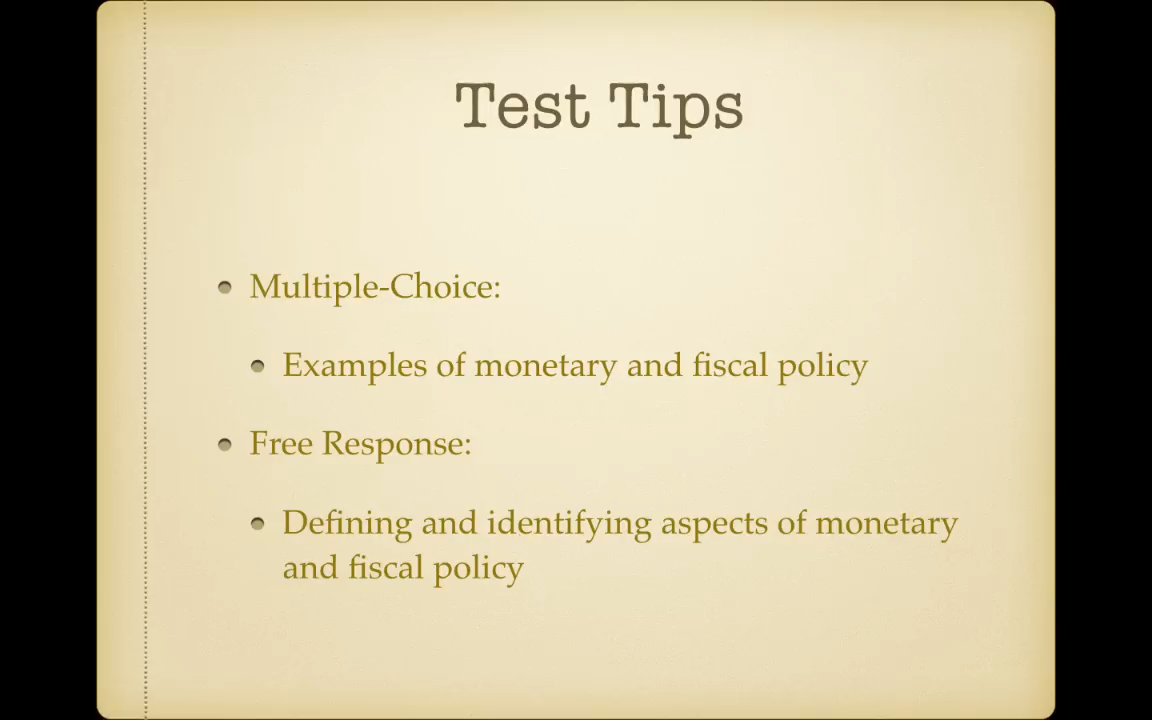 Test Tips
Multiple-Choice:
Examples of monetary and fiscal policy
Free Response:
Defining and identifying aspects of monetary
and fiscal policy